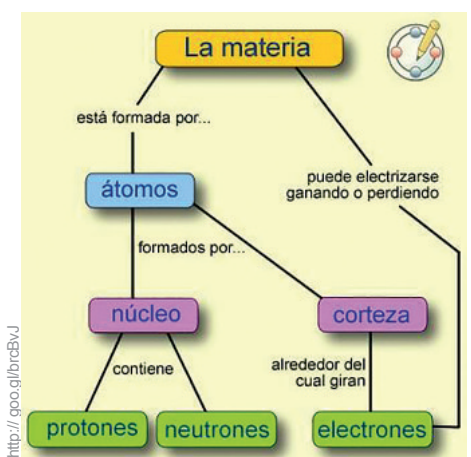 La materia
está formada por...
puede electrizarse
ganando o perdiendo
átomos
formados por...
núcleo
corteza
contiene
alrededor del
cual giran
protones
neutrones
electrones
http:// goo.gl/brcBvJ